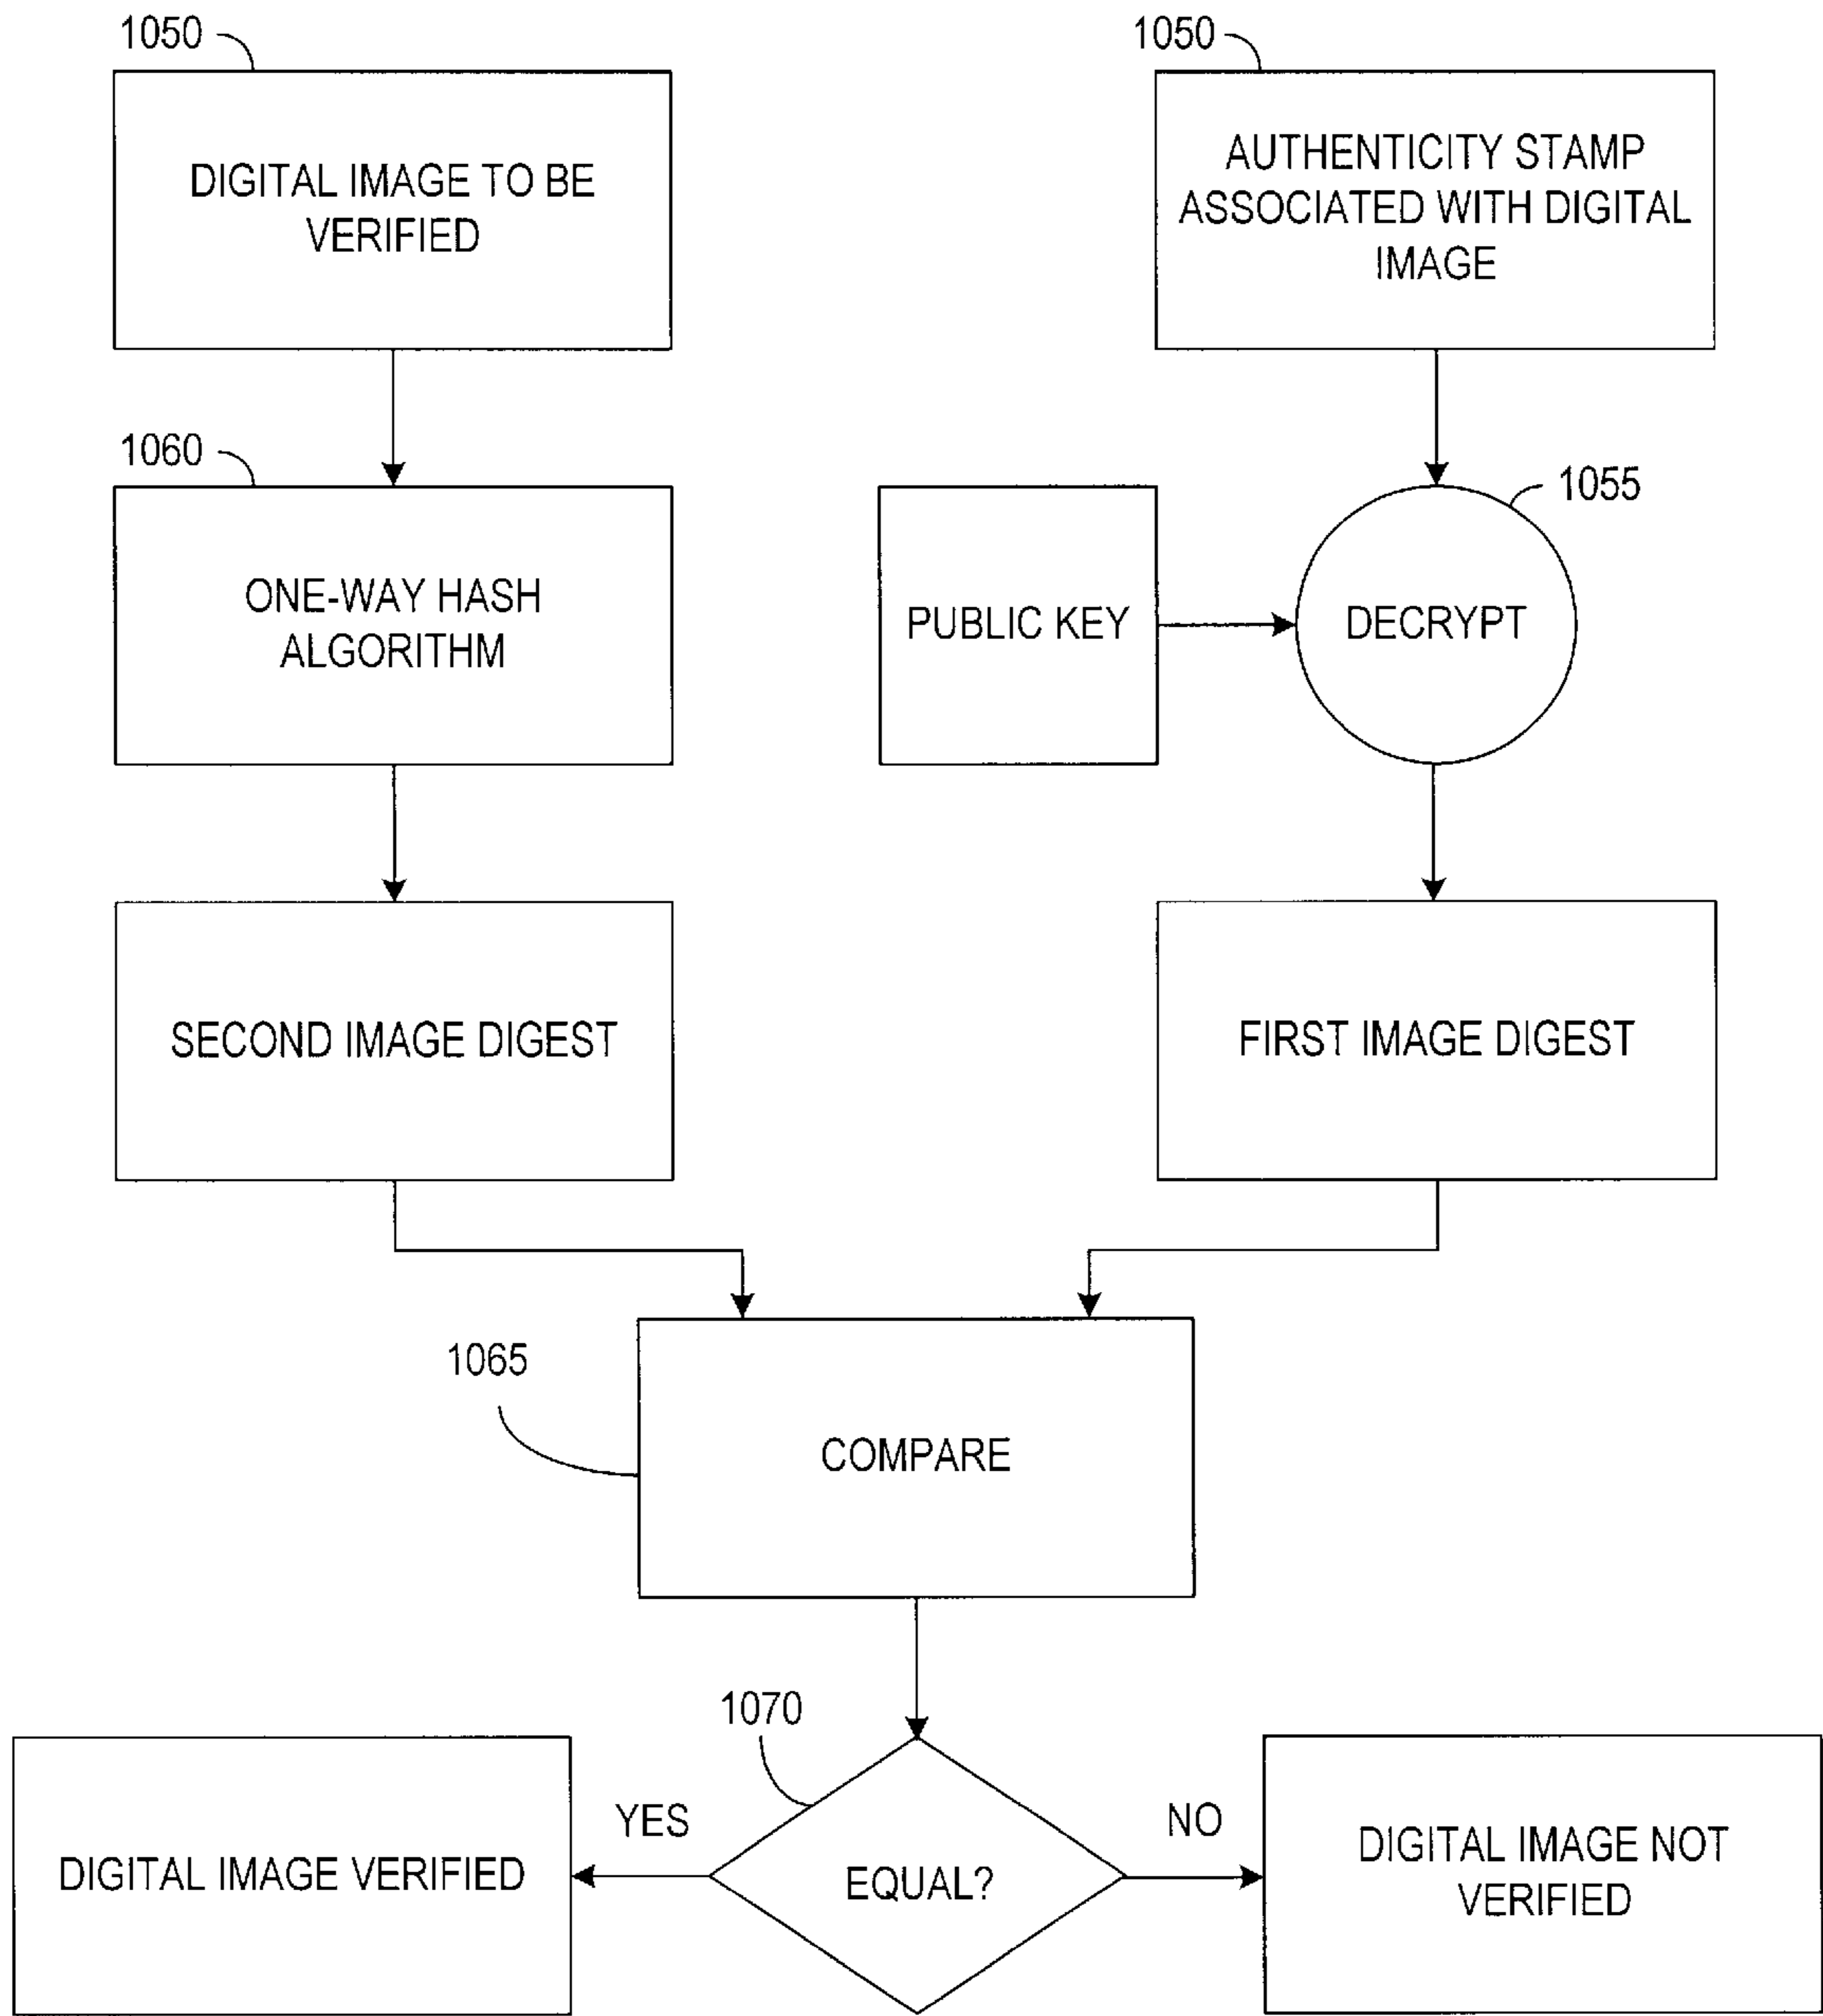 1050
DIGITAL IMAGE TO BE
VERIFIED
1050
AUTHENTICITY STAMP
ASSOCIATED WITH DIGITAL
IMAGE
1060
ONE-WAY HASH
ALGORITHM
PUBLIC KEY
1055
DECRYPT
SECOND IMAGE DIGEST
FIRST IMAGE DIGEST
1065
COMPARE
1070
YES
NO
DIGITAL IMAGE VERIFIED
EQUAL?
DIGITAL IMAGE NOT
VERIFIED